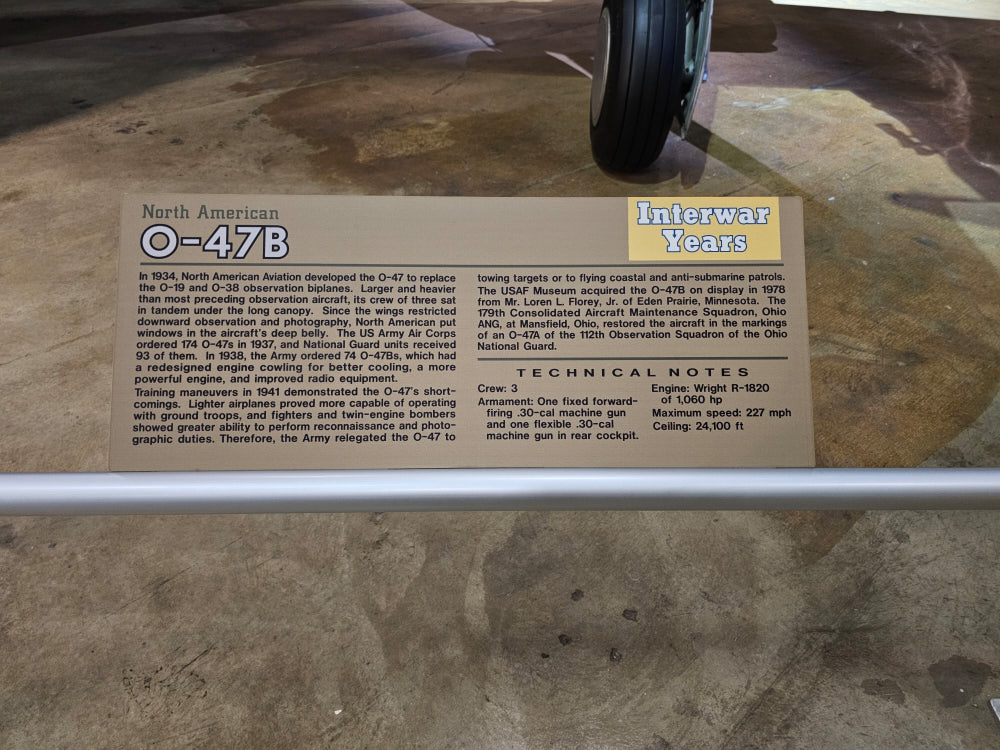 North American
O-47B
Interwar
Years
In 1934, North American Aviation developed the O-47 to replace
the O-19 and O-38 observation biplanes. Larger and heavier
than most preceding observation aircraft, its crew of three sat
in tandem under the long canopy. Since the wings restricted
downward observation and photography, North American put
windows in the aircraft's deep belly. The US Army Air Corps
ordered 174 O-47s in 1937, and National Guard units received
93 of them. In 1938, the Army ordered 74 O-47Bs, which had
a redesigned engine cowling for better cooling, a more
powerful engine, and improved radio equipment.
Training maneuvers in 1941 demonstrated the O-47's short-
comings. Lighter airplanes proved more capable of operating
with ground troops, and fighters and twin-engine bombers
showed greater ability to perform reconnaissance and photo-
graphic duties. Therefore, the Army relegated the O-47 to
towing targets or to flying coastal and anti-submarine patrols.
The USAF Museum acquired the O-47B on display in 1978
from Mr. Loren L. Florey, Jr. of Eden Prairie, Minnesota. The
179th Consolidated Aircraft Maintenance Squadron, Ohio
ANG, at Mansfield, Ohio, restored the aircraft in the markings
of an O-47A of the 112th Observation Squadron of the Ohio
National Guard.
TECHNICAL NOTES
Crew: 3
Armament: One fixed forward-
firing .30-cal machine gun
and one flexible .30-cal
machine gun in rear cockpit.
Engine: Wright R-1820
of 1,060 hp
Maximum speed: 227 mph
Ceiling: 24,100 ft